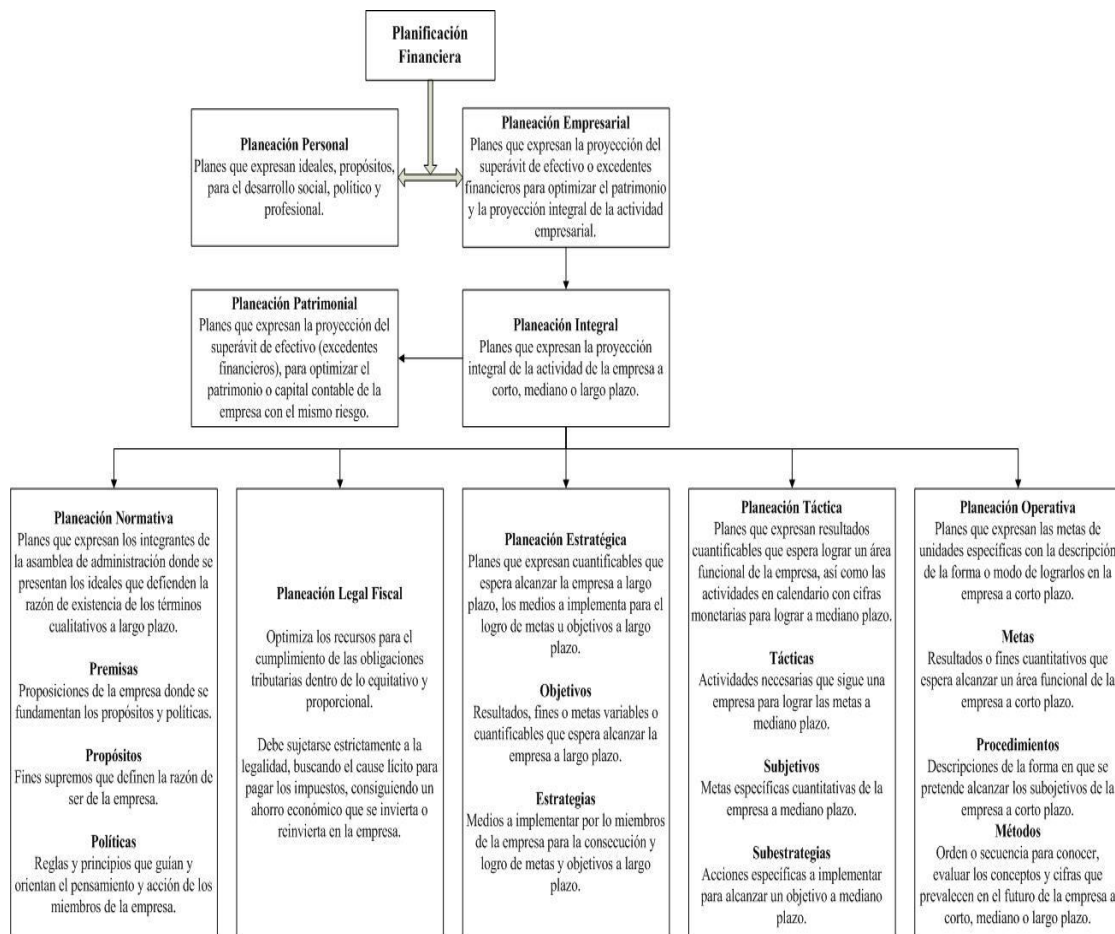 Planificación
Financiera
Planeación Personal
Planes que expresan ideales, propósitos,
para el desarrollo social, político y
profesional.
Planeación Empresarial
Planes que expresan la proyección del
superávit de efectivo o excedentes
financieros para optimizar el patrimonio
y la proyección integral de la actividad
empresarial.
Planeación Patrimonial
Planes que expresan la proyección del
superávit de efectivo (excedentes
financieros), para optimizar el
patrimonio o capital contable de la
empresa con el mismo riesgo.
Planeación Integral
Planes que expresan la proyección
integral de la actividad de la empresa a
corto, mediano o largo plazo.
Planeación Normativa
Planes que expresan los integrantes de
la asamblea de administración donde se
presentan los ideales que defienden la
razón de existencia de los términos
cualitativos a largo plazo.
Premisas
Proposiciones de la empresa donde se
fundamentan los propósitos y políticas.
Propósitos
Fines supremos que definen la razón de
ser de la empresa.
Políticas
Reglas y principios que guían y
orientan el pensamiento y acción de los
miembros de la empresa.
Planeación Legal Fiscal
Optimiza los recursos para el
cumplimiento de las obligaciones
tributarias dentro de lo equitativo y
proporcional.
Debe sujetarse estrictamente a la
legalidad, buscando el cause lícito para
pagar los impuestos, consiguiendo un
ahorro económico que se invierta o
reinvierta en la empresa.
Planeación Estratégica
Planes que expresan cuantificables que
espera alcanzar la empresa a largo
plazo, los medios a implementa para el
logro de metas u objetivos a largo
plazo.
Objetivos
Resultados, fines o metas variables o
cuantificables que espera alcanzar la
empresa a largo plazo.
Estrategias
Medios a implementar por lo miembros
de la empresa para la consecución y
logro de metas y objetivos a largo
plazo.
Planeación Táctica
Planes que expresan resultados
cuantificables que espera lograr un área
funcional de la empresa, así como las
actividades en calendario con cifras
monetarias para lograr a mediano plazo.
Tácticas
Actividades necesarias que sigue una
empresa para lograr las metas a
mediano plazo.
Subjetivos
Metas especificas cuantitativas de la
empresa a mediano plazo.
Subestrategias
Acciones específicas a implementar
para alcanzar un objetivo a mediano
plazo.
Planeación Operativa
Planes que expresan las metas de
unidades específicas con la descripción
de la forma o modo de lograrlos en la
empresa a corto plazo.
Metas
Resultados o fines cuantitativos que
espera alcanzar un área funcional de la
empresa a corto plazo.
Procedimientos
Descripciones de la forma en que se
pretende alcanzar los subojetivos de la
empresa a corto plazo.
Métodos
Orden o secuencia para conocer,
evaluar los conceptos y cifras que
prevalecen en el futuro de la empresa a
corto, mediano o largo plazo.